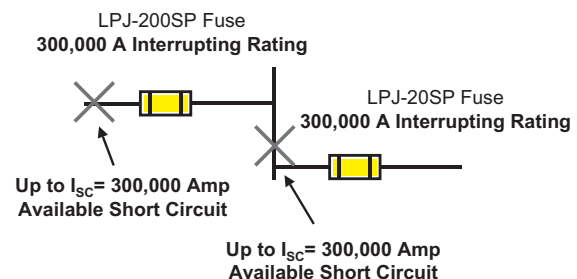 LPJ-200SP Fuse
300,000 A Interrupting Rating
LPJ-20SP Fuse
300,000 A Interrupting Rating
Up to ISC= 300,000 Amp
Available Short Circuit
Up to ISC= 300,000 Amp
Available Short Circuit